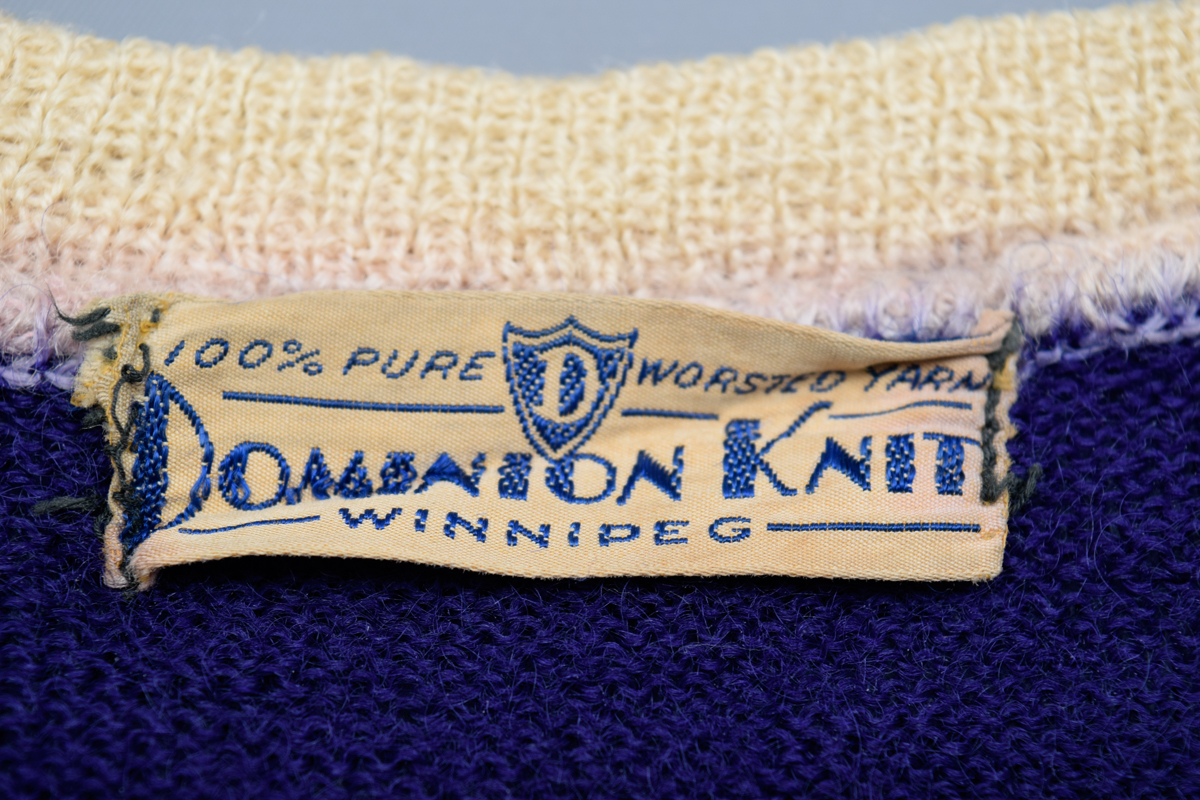 100% PURE D WORSTED YARN
DOMINION KNIT
WINNIPEG